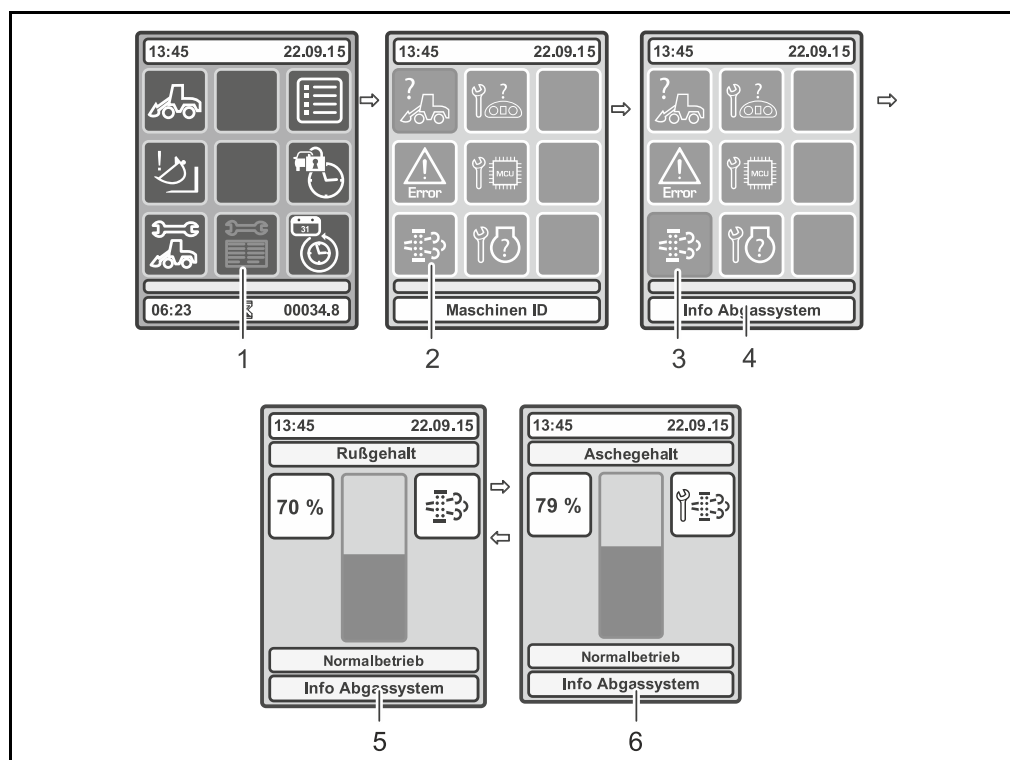 13:45 22.09.15
31
06:23 00034.8
1
13:45 22.09.15
?
?
Error
MCU
?
Maschinen ID
2
13:45 22.09.15
?
?
Error
MCU
?
Info Abgassystem
3
4
13:45 22.09.15
Rußgehalt
70 %
Normalbetrieb
Info Abgassystem
5
13:45 22.09.15
Aschegehalt
79 %
Normalbetrieb
Info Abgassystem
6